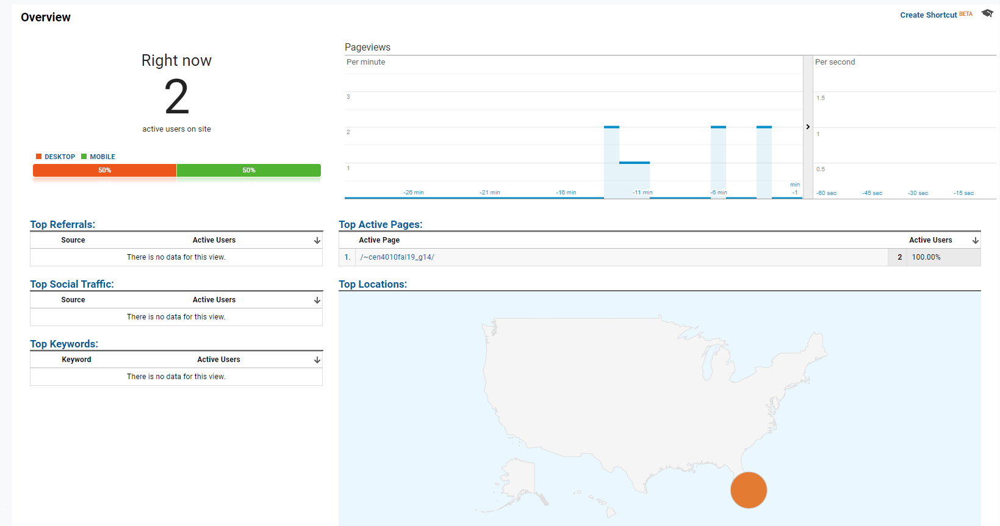 Overview
Create Shortcut BETA
Right now
2
active users on site
DESKTOP MOBILE
50% 50%
Pageviews
Per minute
Per second
3
2
1
1.5
1
0.5
-26 min -21 min -16 min -11 min -6 min min -1
-60 sec -45 sec -30 sec -15 sec
Top Referrals:
Source Active Users
There is no data for this view.
Top Active Pages:
Active Page Active Users
1. /~cen4010fal19_g14/ 2 100.00%
Top Social Traffic:
Source Active Users
There is no data for this view.
Top Locations:
Top Keywords:
Keyword Active Users
There is no data for this view.